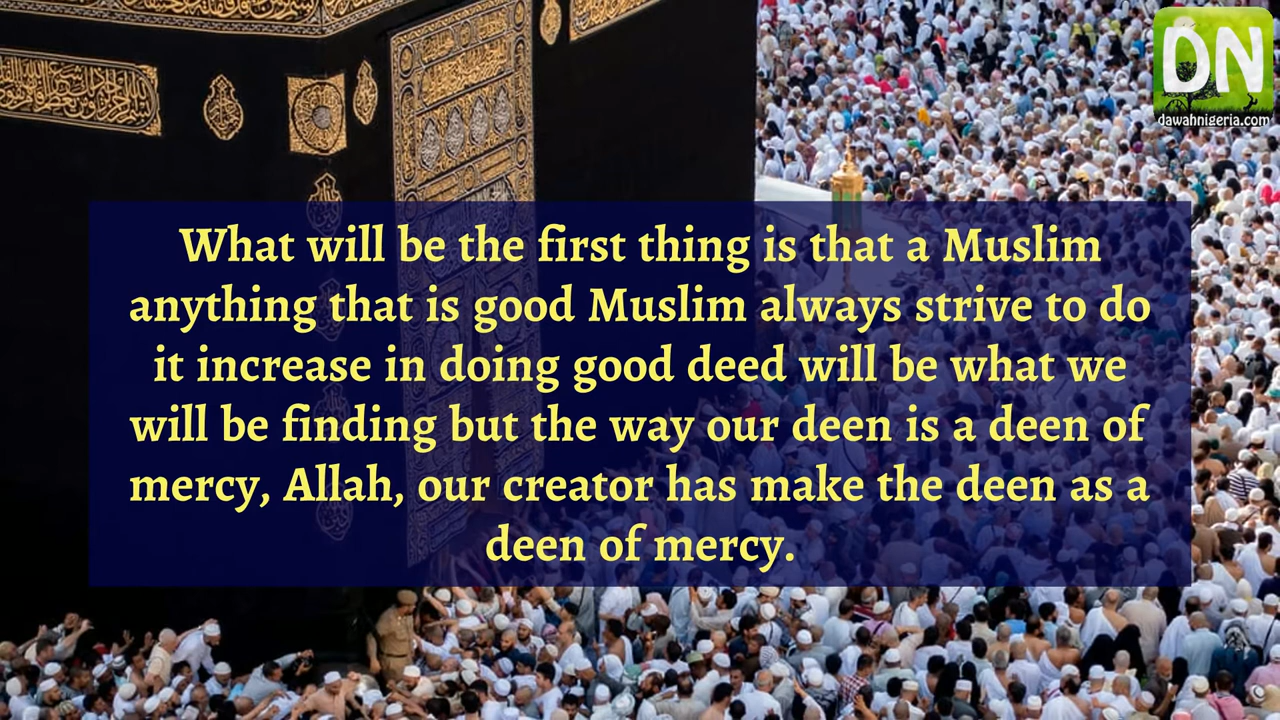 DN
dawahnigeria.com
What will be the first thing is that a Muslim
anything that is good Muslim always strive to do
it increase in doing good deed will be what we
will be finding but the way our deen is a deen of
mercy, Allah, our creator has make the deen as a
deen of mercy.